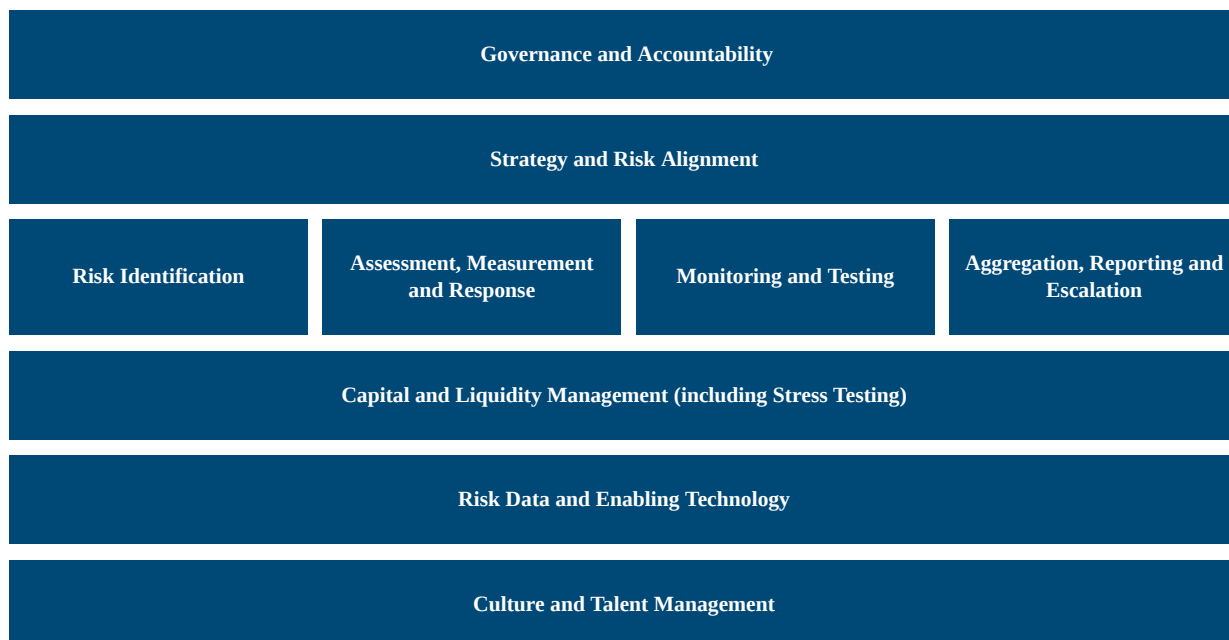 Governance and Accountability
Strategy and Risk Alignment
Risk Identification
Assessment, Measurement
and Response
Monitoring and Testing
Aggregation, Reporting and
Escalation
Capital and Liquidity Management (including Stress Testing)
Risk Data and Enabling Technology
Culture and Talent Management